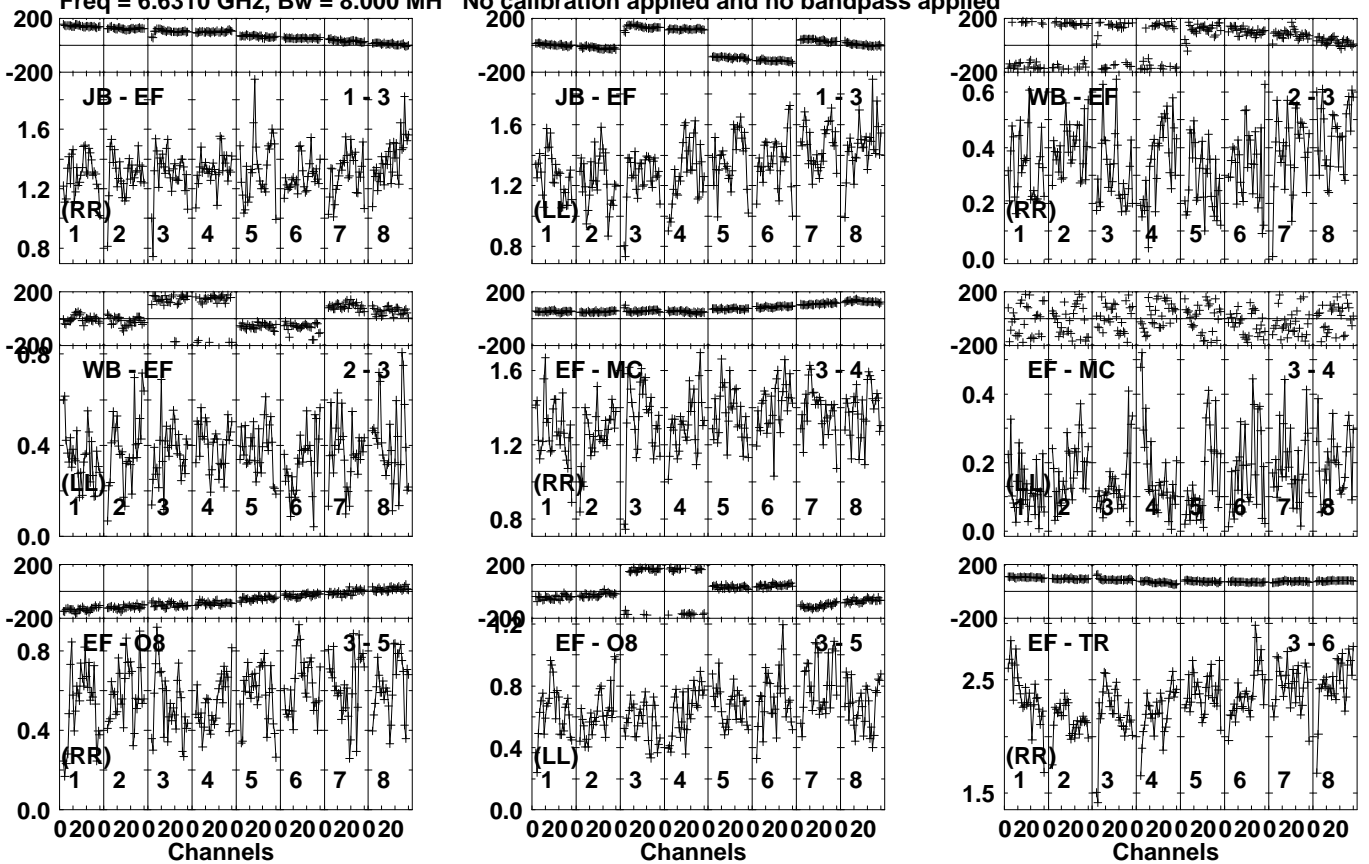 Freq = 6.6310 GHz, Bw = 8.000 MH No calibration applied and no bandpass applied
200
-200
JB - EF 1 - 3
1.6
1.2
0.8
(RR)
1 2 3 4 5 6 7 8
200
-200
JB - EF 1 - 3
1.6
1.2
0.8
(LL)
1 2 3 4 5 6 7 8
200
-200
WB - EF 2 - 3
0.6
0.4
0.2
0.0
(RR)
1 2 3 4 5 6 7 8
200
-200
0.8
WB - EF 2 - 3
0.4
0.0
(LL)
1 2 3 4 5 6 7 8
200
-200
EF - MC 3 - 4
1.6
1.2
0.8
(RR)
1 2 3 4 5 6 7 8
200
-200
EF - MC 3 - 4
0.4
0.2
0.0
(LL)
1 2 3 4 5 6 7 8
200
-200
EF - O8 3 - 5
0.8
0.4
0.0
(RR)
1 2 3 4 5 6 7 8
0 20 0 20 0 20 0 20 0 20 0 20 0 20 0 20
Channels
200
-200
1.2
EF - O8 3 - 5
0.8
0.4
0.0
(LL)
1 2 3 4 5 6 7 8
0 20 0 20 0 20 0 20 0 20 0 20 0 20 0 20
Channels
200
-200
EF - TR 3 - 6
2.5
1.5
(RR)
1 2 3 4 5 6 7 8
0 20 0 20 0 20 0 20 0 20 0 20 0 20 0 20
Channels